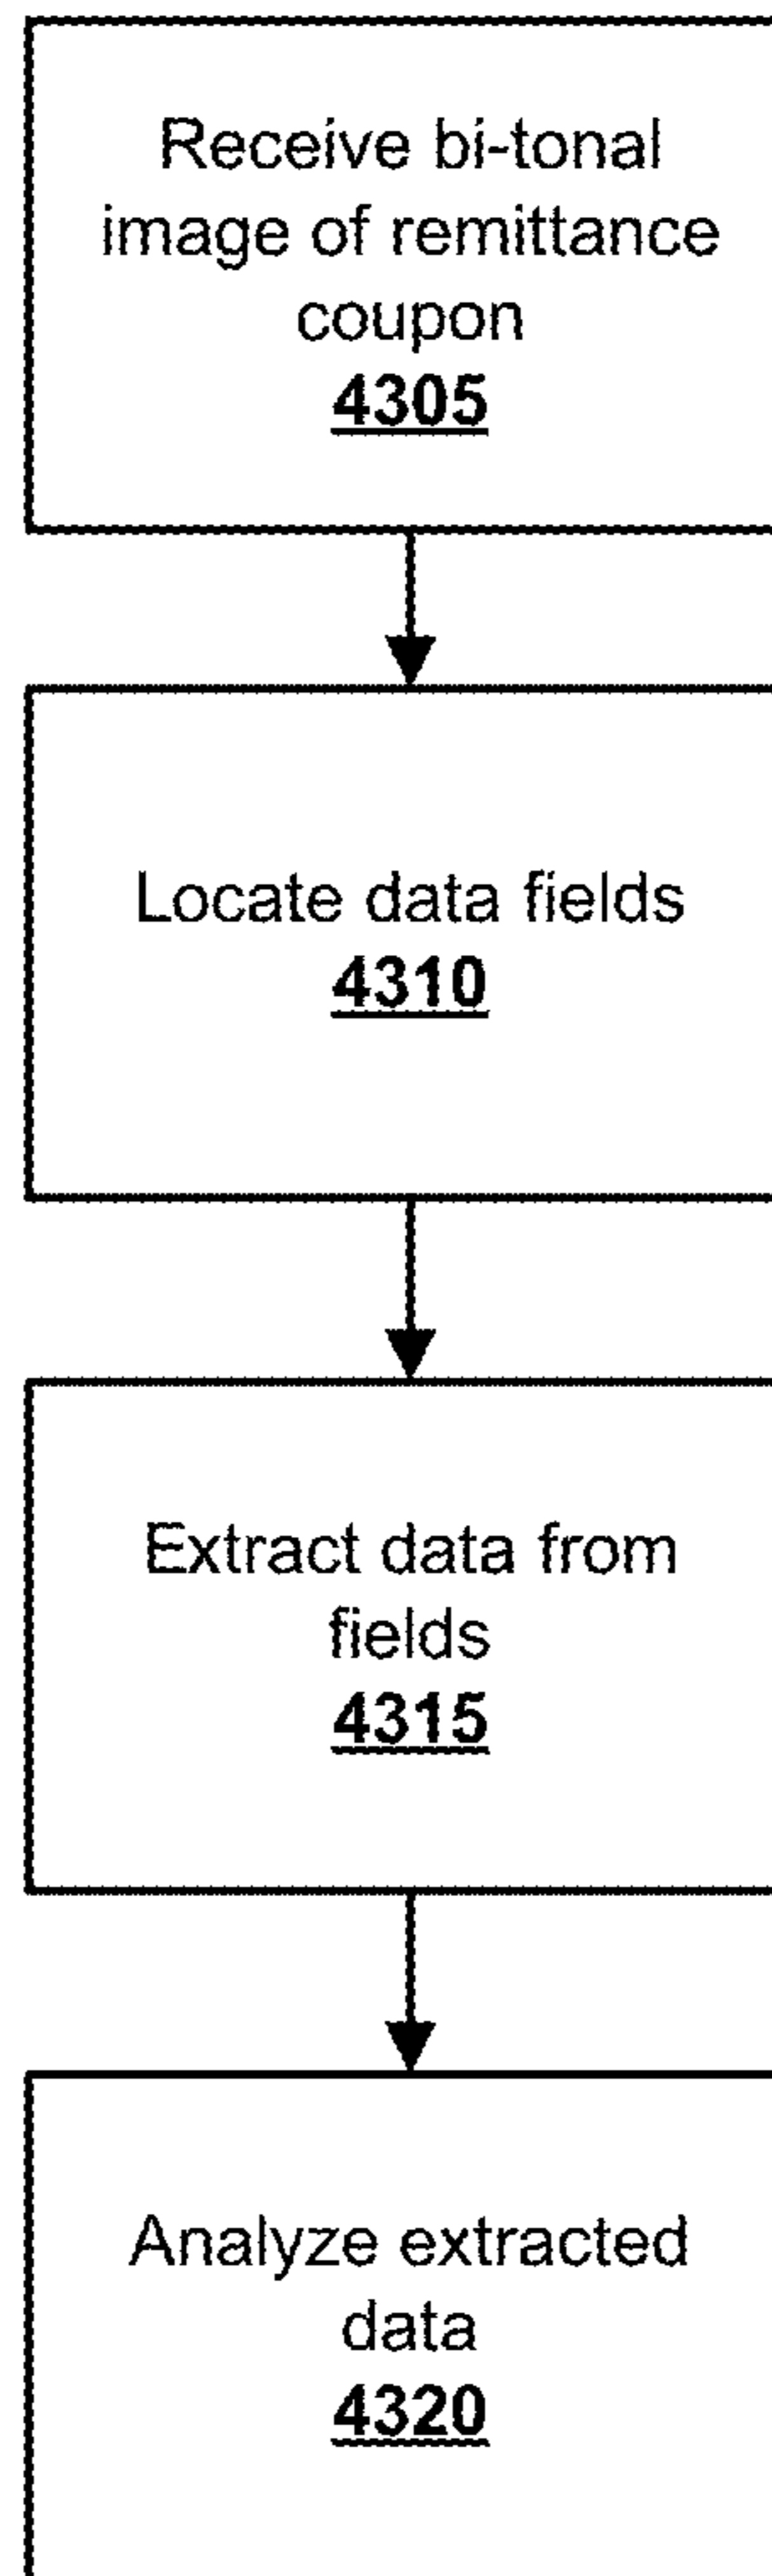 Receive bi-tonal
image of remittance
coupon
4305
Locate data fields
4310
Extract data from
fields
4315
Analyze extracted
data
4320